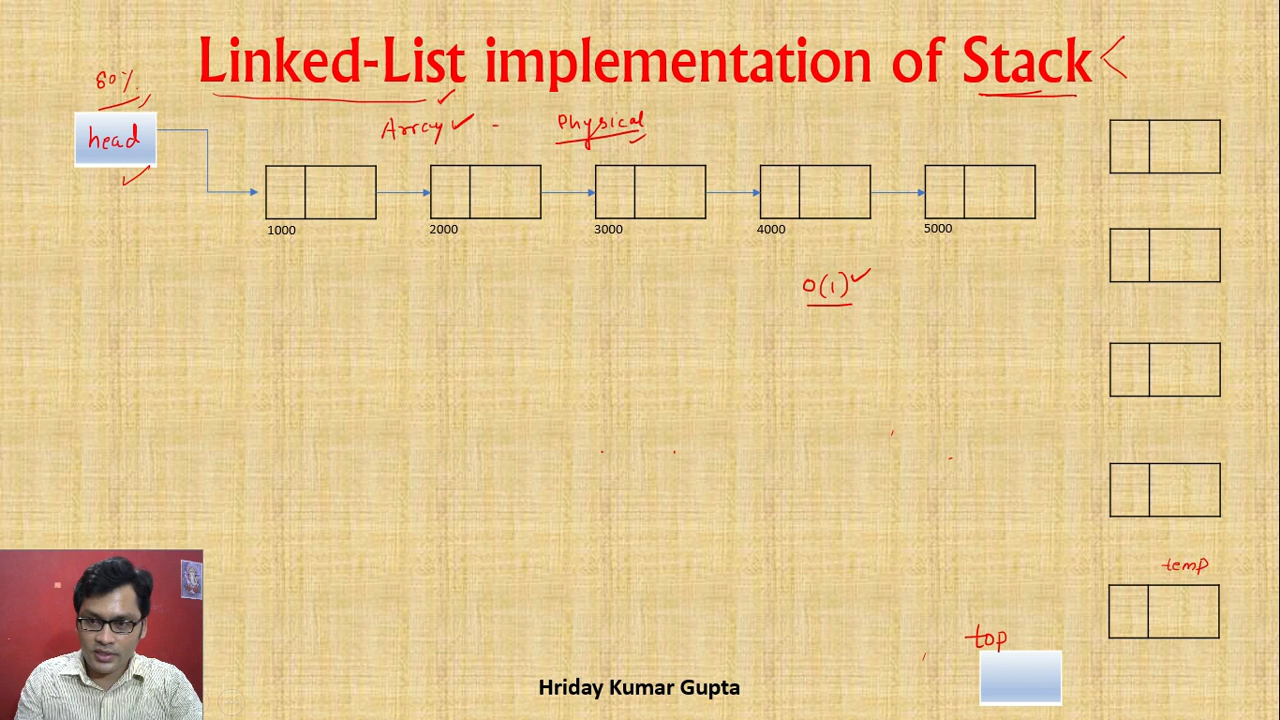 Linked-List implementation of Stack
80%
Array - Physical
head
1000 2000 3000 4000 5000
O(1)
temp
top
Hriday Kumar Gupta